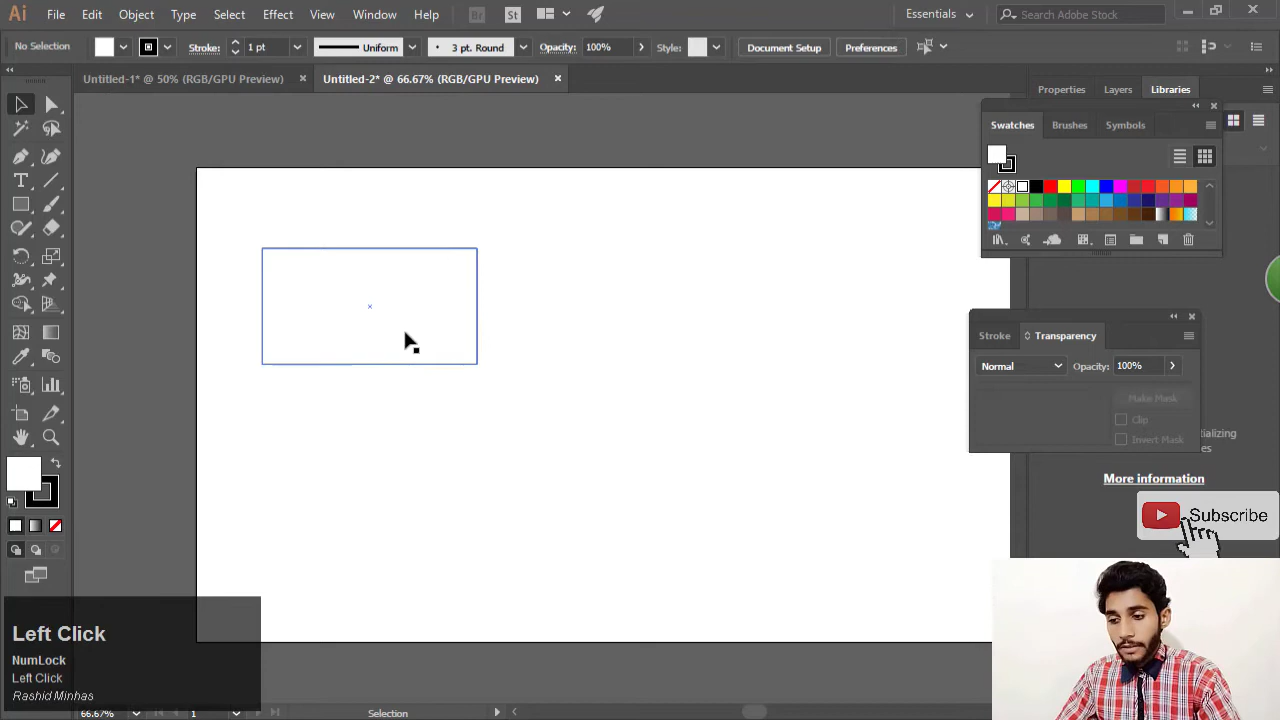 Ai File Edit Object Type Select Effect View Window Help Br St Essentials Search Adobe Stock
No Selection Stroke: 1 pt Uniform 3 pt. Round Opacity: 100% Style: Document Setup Preferences
Untitled-1* @ 50% (RGB/GPU Preview) Untitled-2* @ 66.67% (RGB/GPU Preview)
Properties Layers Libraries
Swatches Brushes Symbols
Stroke Transparency
Normal Opacity: 100%
Make Mask
Clip
Invert Mask
tializing
es
More information
Subscribe
Left Click
NumLock
Left Click
Rashid Minhas
66.67% 1 Selection